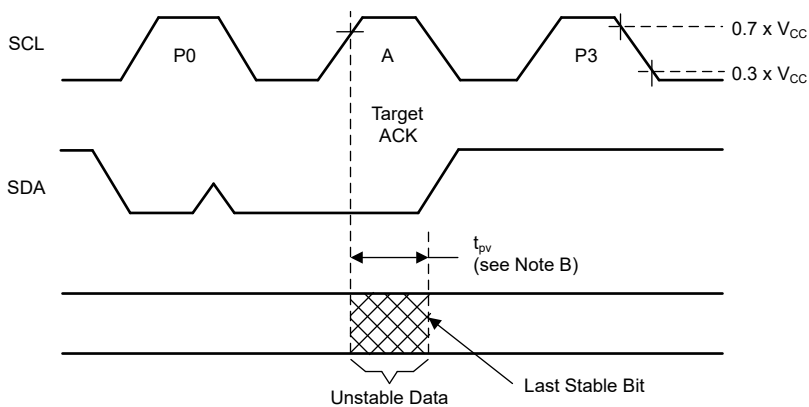 SCL
P0
A
P3
0.7 x VCC
0.3 x VCC
Target
ACK
SDA
tpv
(see Note B)
Unstable Data
Last Stable Bit